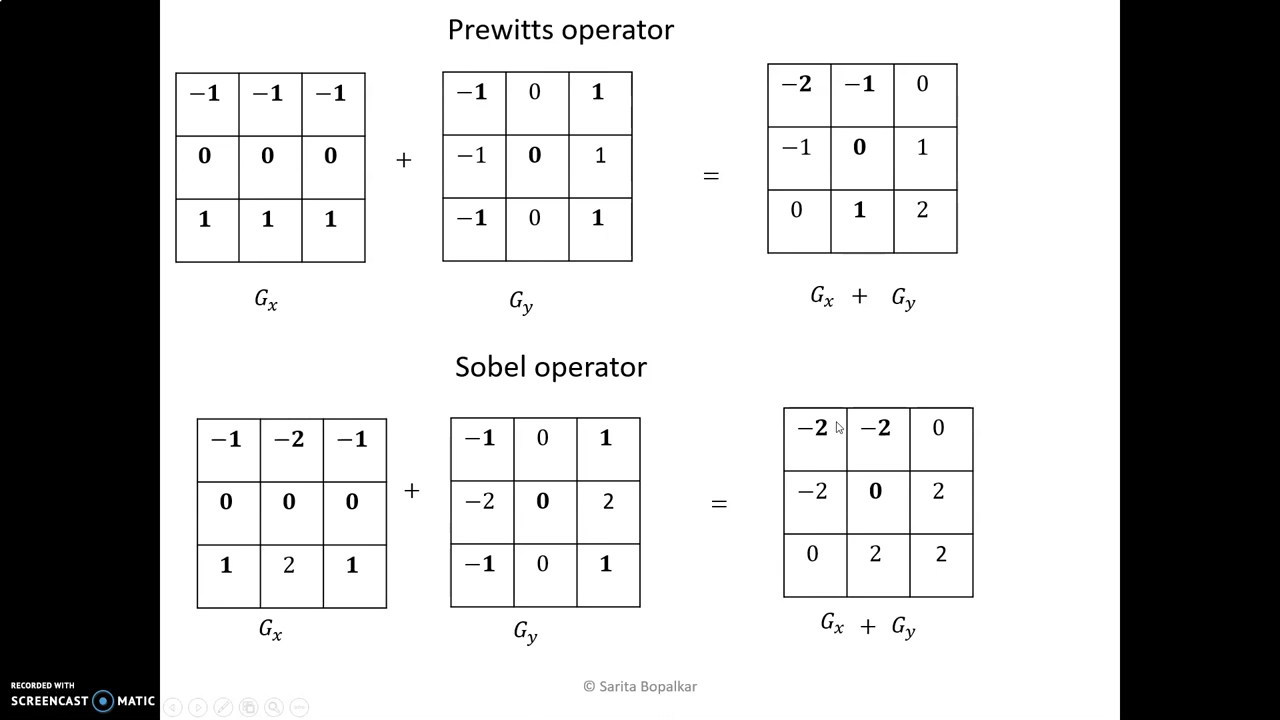 Prewitts operator
−1 −1 −1
0 0 0
1 1 1
G𝑥
+
−1 0 1
−1 0 1
−1 0 1
G𝑦
=
−2 −1 0
−1 0 1
0 1 2
G𝑥 + G𝑦
Sobel operator
−1 −2 −1
0 0 0
1 2 1
G𝑥
+
−1 0 1
−2 0 2
−1 0 1
G𝑦
=
−2 −2 0
−2 0 2
0 2 2
G𝑥 + G𝑦
© Sarita Bopalkar
RECORDED WITH
SCREENCAST MATIC